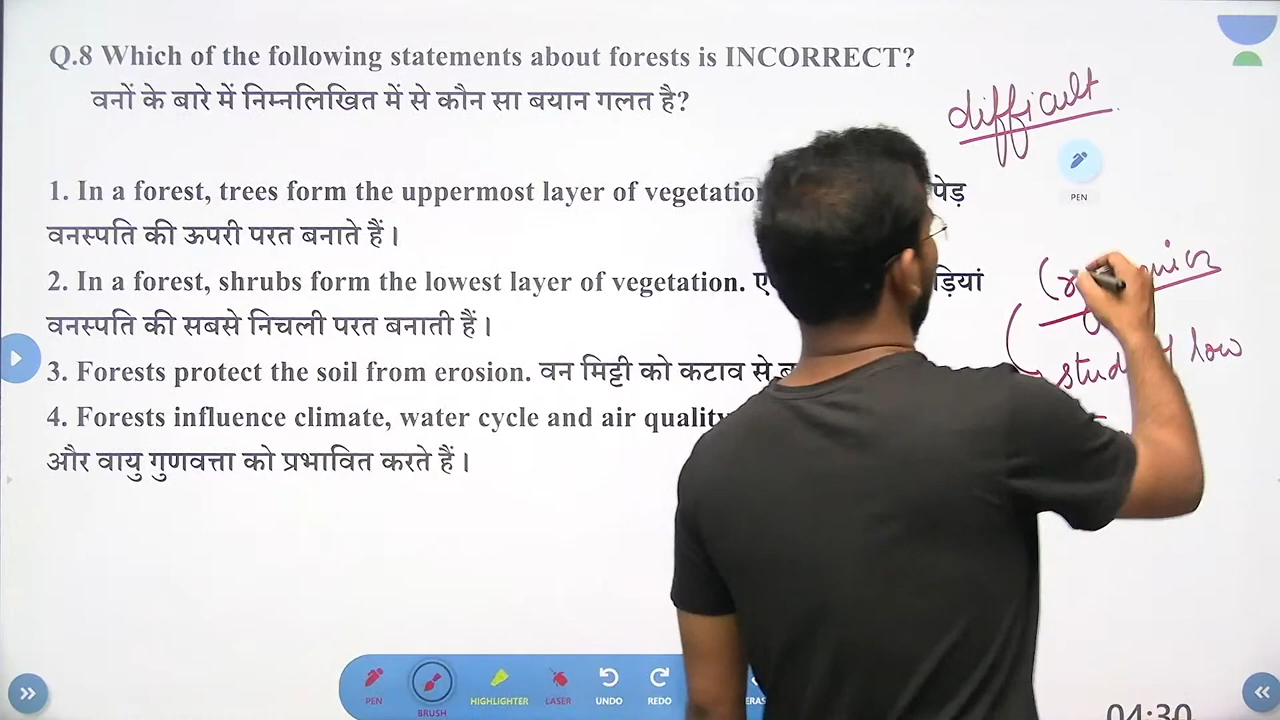 Q.8 Which of the following statements about forests is INCORRECT?
वनों के बारे में निम्नलिखित में से कौन सा बयान गलत है?
difficult
PEN
1. In a forest, trees form the uppermost layer of vegetation पेड़
वनस्पति की ऊपरी परत बनाते हैं।
2. In a forest, shrubs form the lowest layer of vegetation.
वनस्पति की सबसे निचली परत बनाती हैं।
low
3. Forests protect the soil from erosion. वन मिट्टी को कटाव से
4. Forests influence climate, water cycle and air quality
और वायु गुणवत्ता को प्रभावित करते हैं।
PEN
BRUSH
HIGHLIGHTER
LASER
UNDO
REDO
04:30